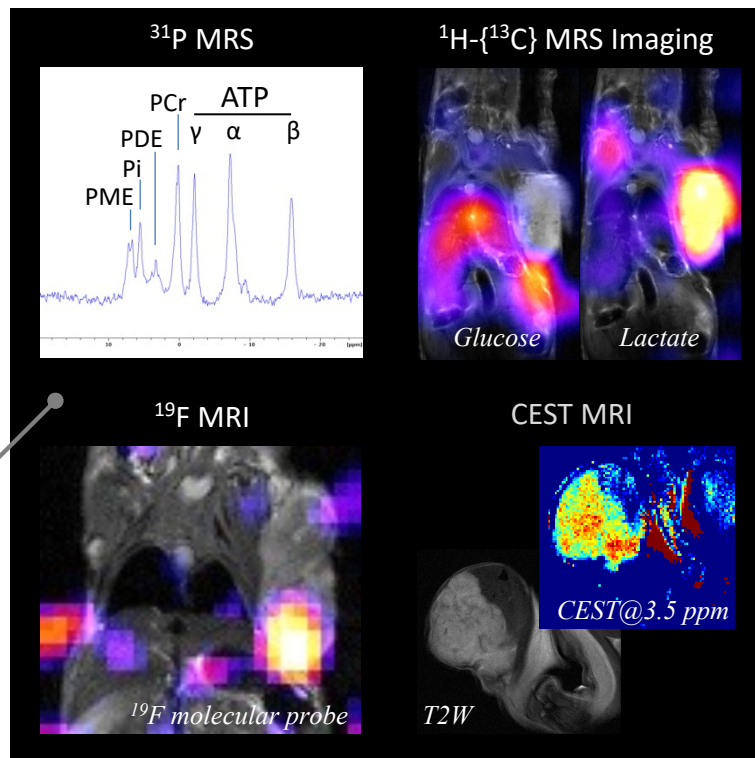 ³¹P MRS
PCr
ATP
PDE
γ
α
β
Pi
PME
10
0
- 10
- 20
[ppm]
¹H-{¹³C} MRS Imaging
Glucose
Lactate
¹⁹F MRI
¹⁹F molecular probe
CEST MRI
CEST@3.5 ppm
T2W